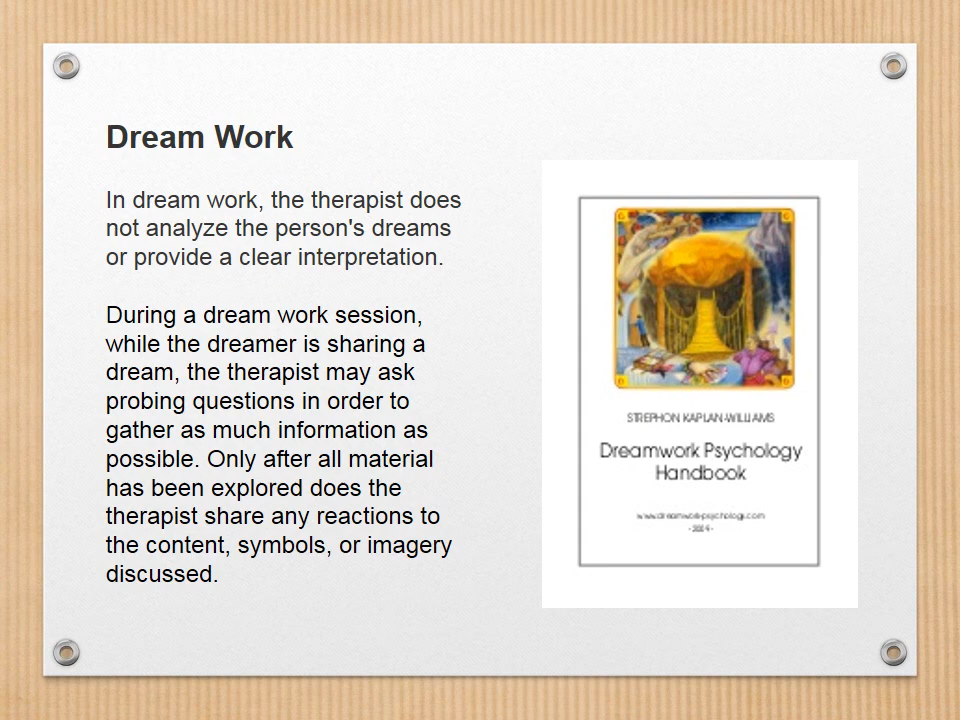 Dream Work
In dream work, the therapist does
not analyze the person's dreams
or provide a clear interpretation.
During a dream work session,
while the dreamer is sharing a
dream, the therapist may ask
probing questions in order to
gather as much information as
possible. Only after all material
has been explored does the
therapist share any reactions to
the content, symbols, or imagery
discussed.
STREPHON KAPLAN-WILLIAMS
Dreamwork Psychology
Handbook
www.dreamwork-psychology.com